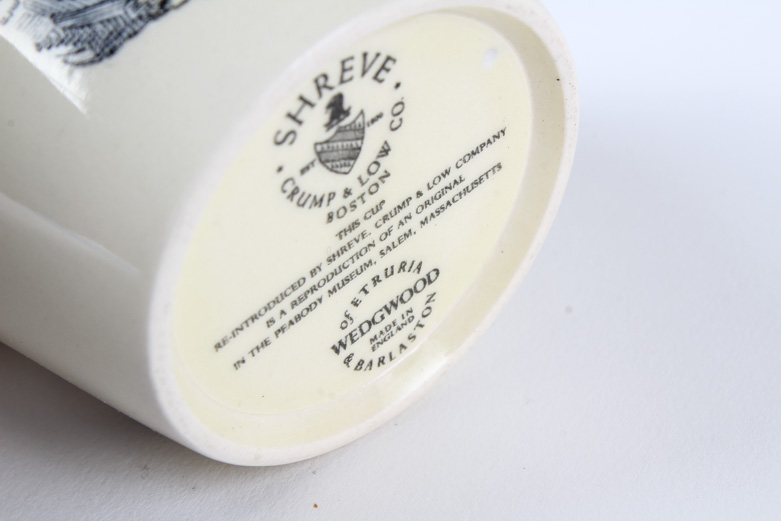 SHREVE
EST 1800
CRUMP & LOW CO.
BOSTON
THIS CUP
RE-INTRODUCED BY SHREVE, CRUMP & LOW COMPANY
IS A REPRODUCTION OF AN ORIGINAL
IN THE PEABODY MUSEUM, SALEM, MASSACHUSETTS
OF ETRURIA
WEDGWOOD
MADE IN
ENGLAND
& BARLASTON